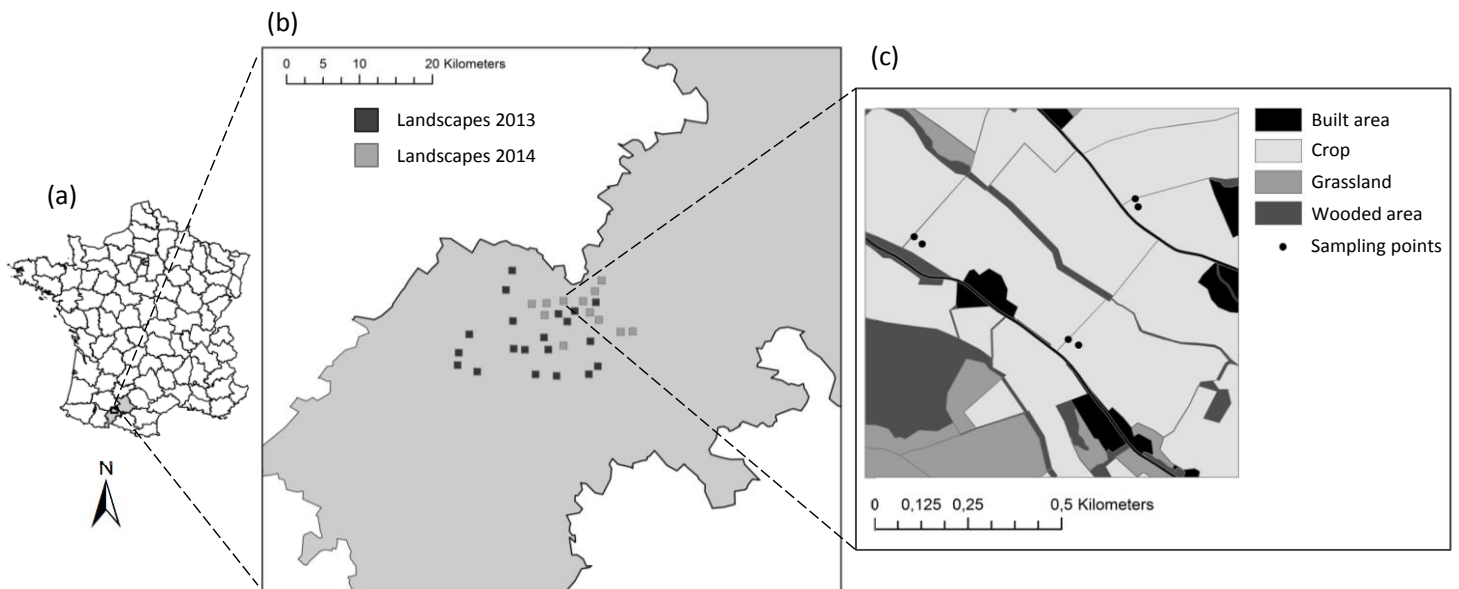 (a)
N
(b)
0 5 10 20 Kilometers
Landscapes 2013
Landscapes 2014
(c)
Built area
Crop
Grassland
Wooded area
Sampling points
0 0,125 0,25 0,5 Kilometers